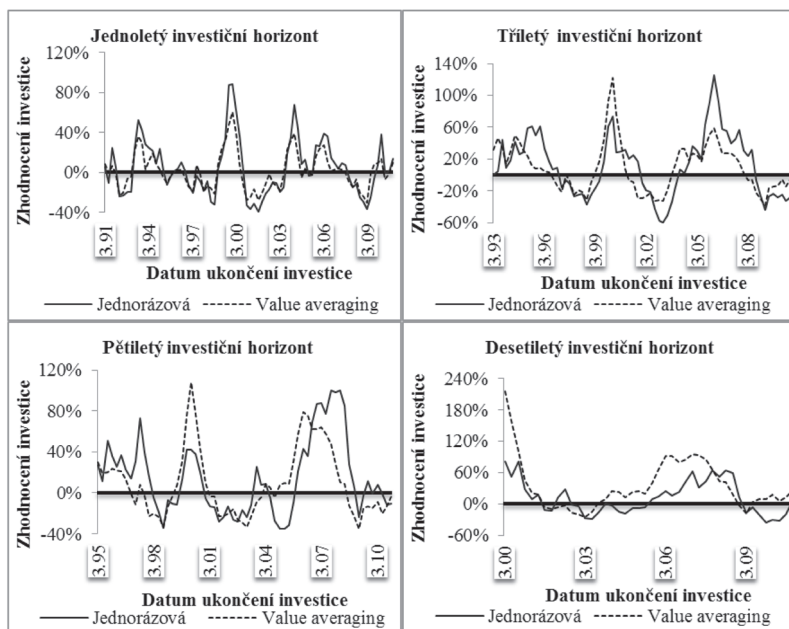 Jednoletý investiční horizont
Zhodnocení investice
120%
80%
40%
0%
-40%
3.91
3.94
3.97
3.00
3.03
3.06
3.09
Datum ukončení investice
Jednorázová
Value averaging
Tříletý investiční horizont
Zhodnocení investice
140%
100%
60%
20%
-20%
-60%
3.93
3.96
3.99
3.02
3.05
3.08
Datum ukončení investice
Jednorázová
Value averaging
Pětiletý investiční horizont
Zhodnocení investice
120%
80%
40%
0%
-40%
3.95
3.98
3.01
3.04
3.07
3.10
Datum ukončení investice
Jednorázová
Value averaging
Desetiletý investiční horizont
Zhodnocení investice
240%
180%
120%
60%
0%
-60%
3.00
3.03
3.06
3.09
Datum ukončení investice
Jednorázová
Value averaging